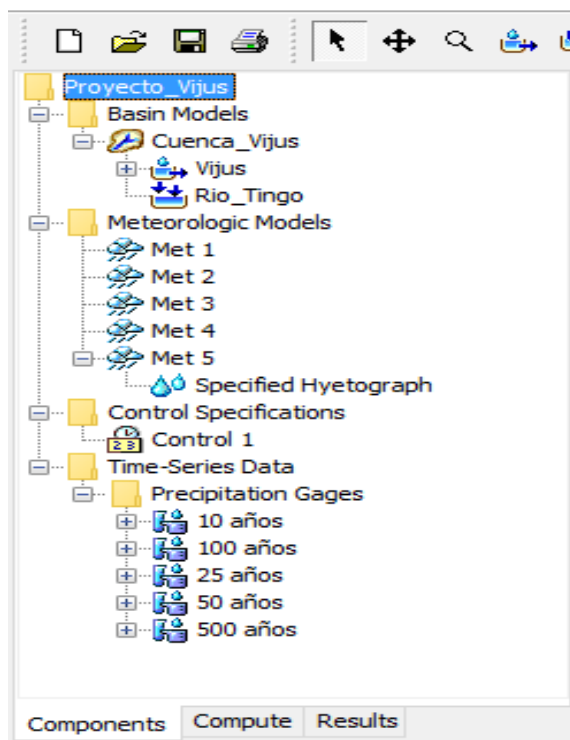 Proyecto_Vijus
Basin Models
Cuenca_Vijus
Vijus
Rio_Tingo
Meteorologic Models
Met 1
Met 2
Met 3
Met 4
Met 5
Specified Hyetograph
Control Specifications
Control 1
Time-Series Data
Precipitation Gages
10 años
100 años
25 años
50 años
500 años
Components Compute Results